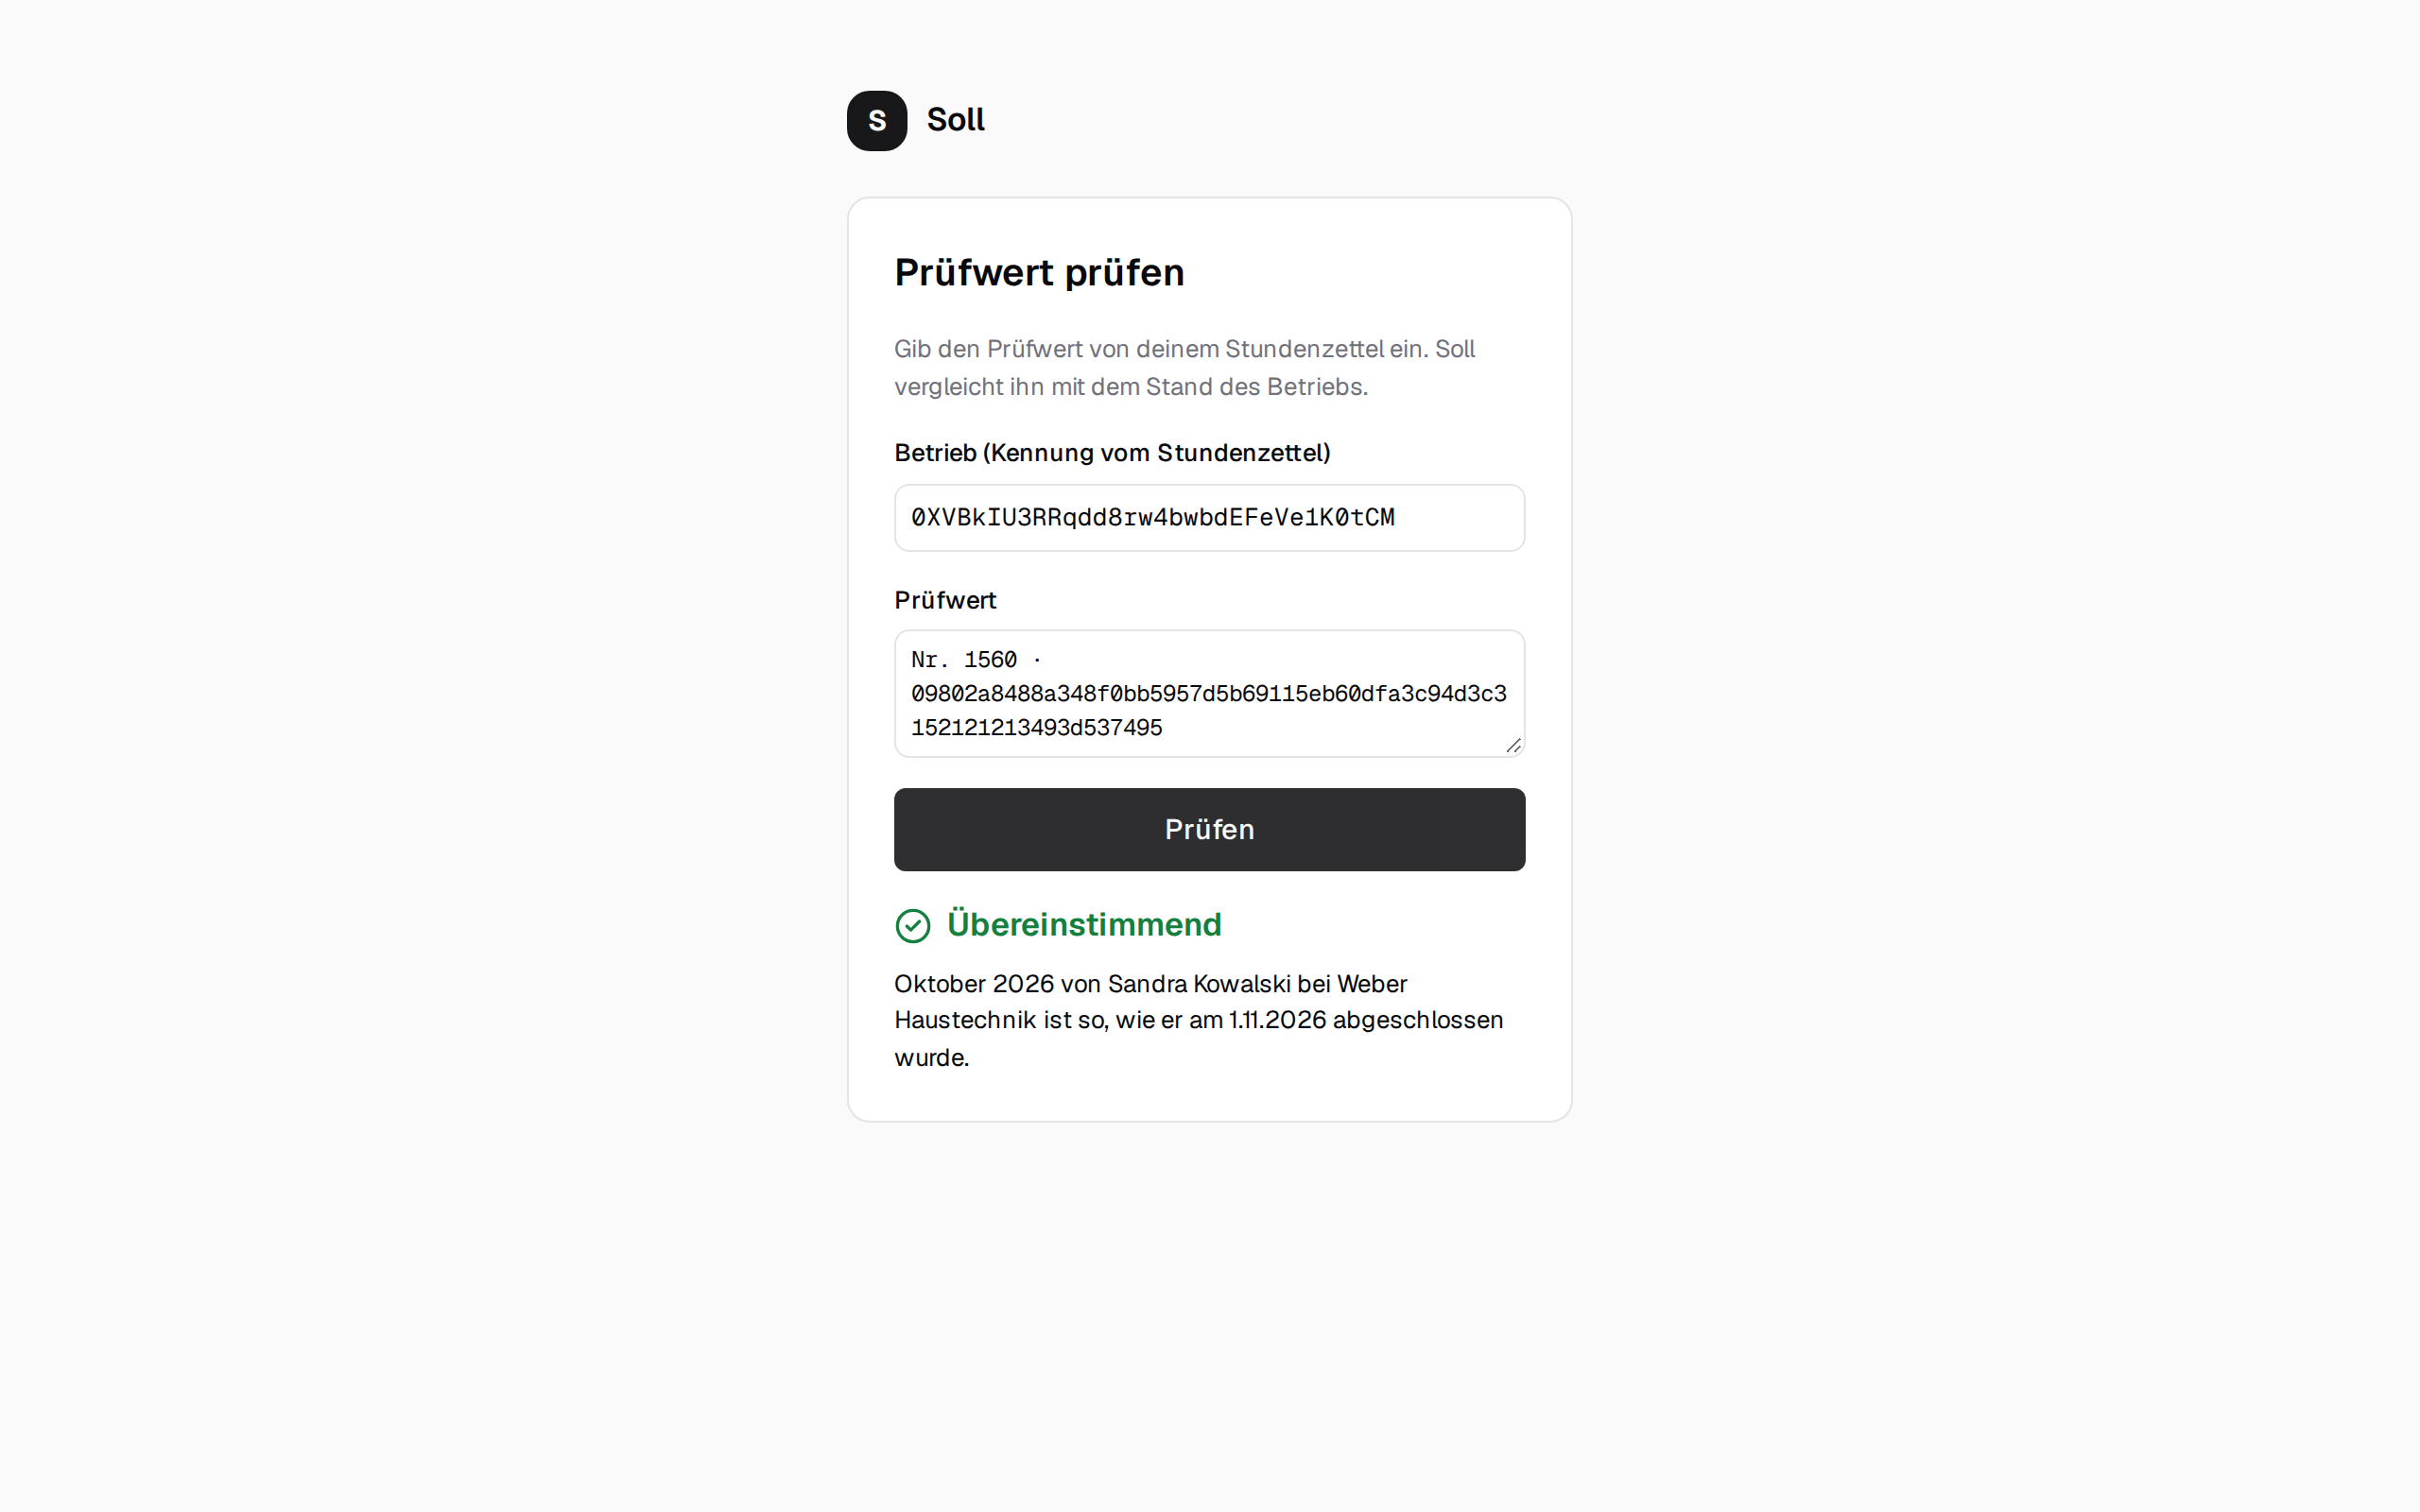 S Soll
Prüfwert prüfen
Gib den Prüfwert von deinem Stundenzettel ein. Soll
vergleicht ihn mit dem Stand des Betriebs.
Betrieb (Kennung vom Stundenzettel)
0XVBkIU3RRqdd8rw4bwbdEFeVe1K0tCM
Prüfwert
Nr. 1560 ·
09802a8488a348f0bb5957d5b69115eb60dfa3c94d3c3
152121213493d537495
Prüfen
Übereinstimmend
Oktober 2026 von Sandra Kowalski bei Weber
Haustechnik ist so, wie er am 1.11.2026 abgeschlossen
wurde.